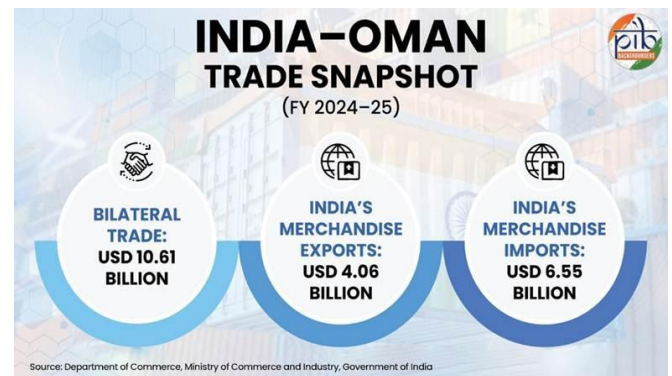 INDIA–OMAN
TRADE SNAPSHOT
(FY 2024–25)
pib
BACKGROUNDERS
BILATERAL
TRADE:
USD 10.61
BILLION
INDIA'S
MERCHANDISE
EXPORTS:
USD 4.06
BILLION
INDIA'S
MERCHANDISE
IMPORTS:
USD 6.55
BILLION
Source: Department of Commerce, Ministry of Commerce and Industry, Government of India